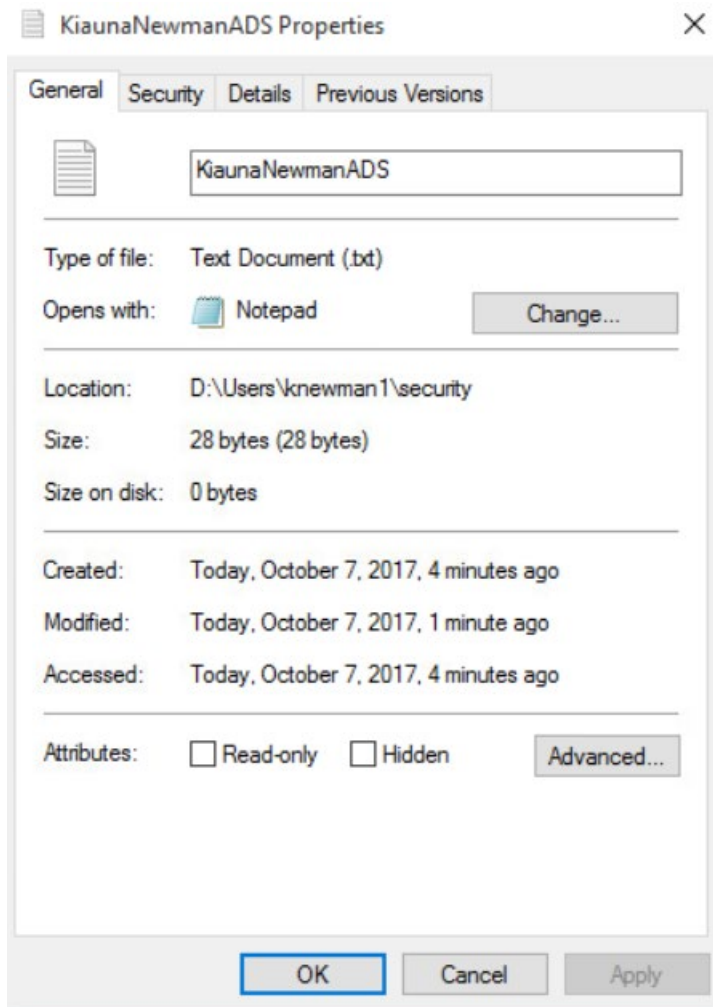 KiaunaNewmanADS Properties
General Security Details Previous Versions
KiaunaNewmanADS
Type of file: Text Document (.txt)
Opens with: Notepad Change...
Location: D:\Users\knewman1\security
Size: 28 bytes (28 bytes)
Size on disk: 0 bytes
Created: Today, October 7, 2017, 4 minutes ago
Modified: Today, October 7, 2017, 1 minute ago
Accessed: Today, October 7, 2017, 4 minutes ago
Attributes: Read-only Hidden Advanced...
OK Cancel Apply